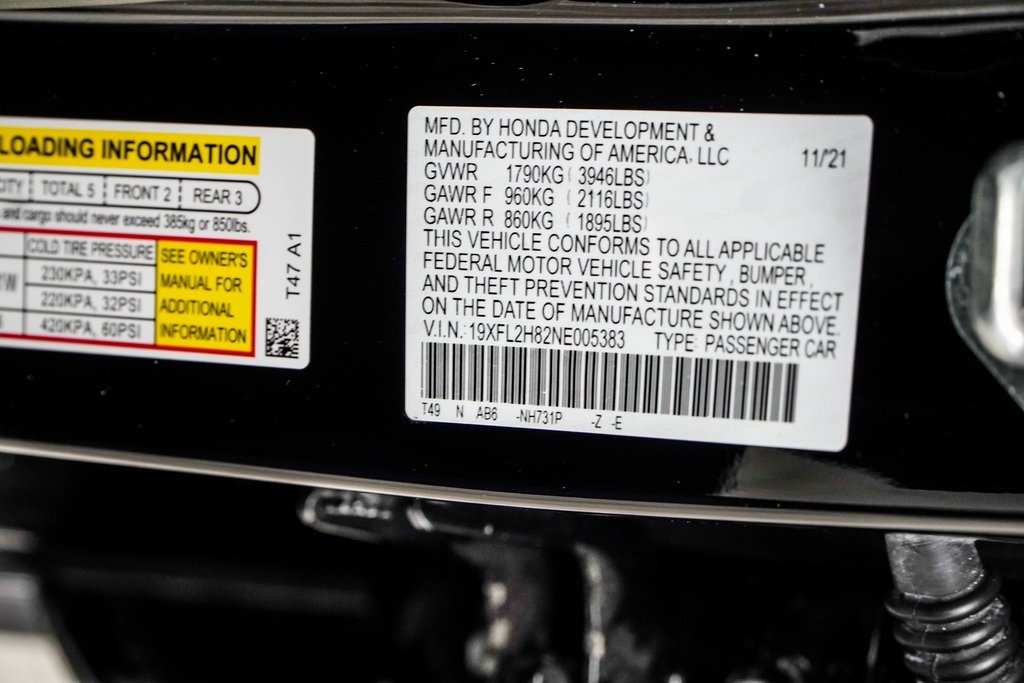 LOADING INFORMATION
TOTAL 5 FRONT 2 REAR 3
and cargo should never exceed 385kg or 850lbs.
COLD TIRE PRESSURE
230KPA, 33PSI
220KPA, 32PSI
420KPA, 60PSI
SEE OWNER'S
MANUAL FOR
ADDITIONAL
INFORMATION
T47 A1
MFD. BY HONDA DEVELOPMENT &
MANUFACTURING OF AMERICA, LLC 11/'21
GVWR 1790KG (3946LBS)
GAWR F 960KG (2116LBS)
GAWR R 860KG (1895LBS)
THIS VEHICLE CONFORMS TO ALL APPLICABLE
FEDERAL MOTOR VEHICLE SAFETY, BUMPER,
AND THEFT PREVENTION STANDARDS IN EFFECT
ON THE DATE OF MANUFACTURE SHOWN ABOVE.
V.I.N.: 19XFL2H82NE005383 TYPE: PASSENGER CAR
T49 N AB6 -NH731P -Z -E